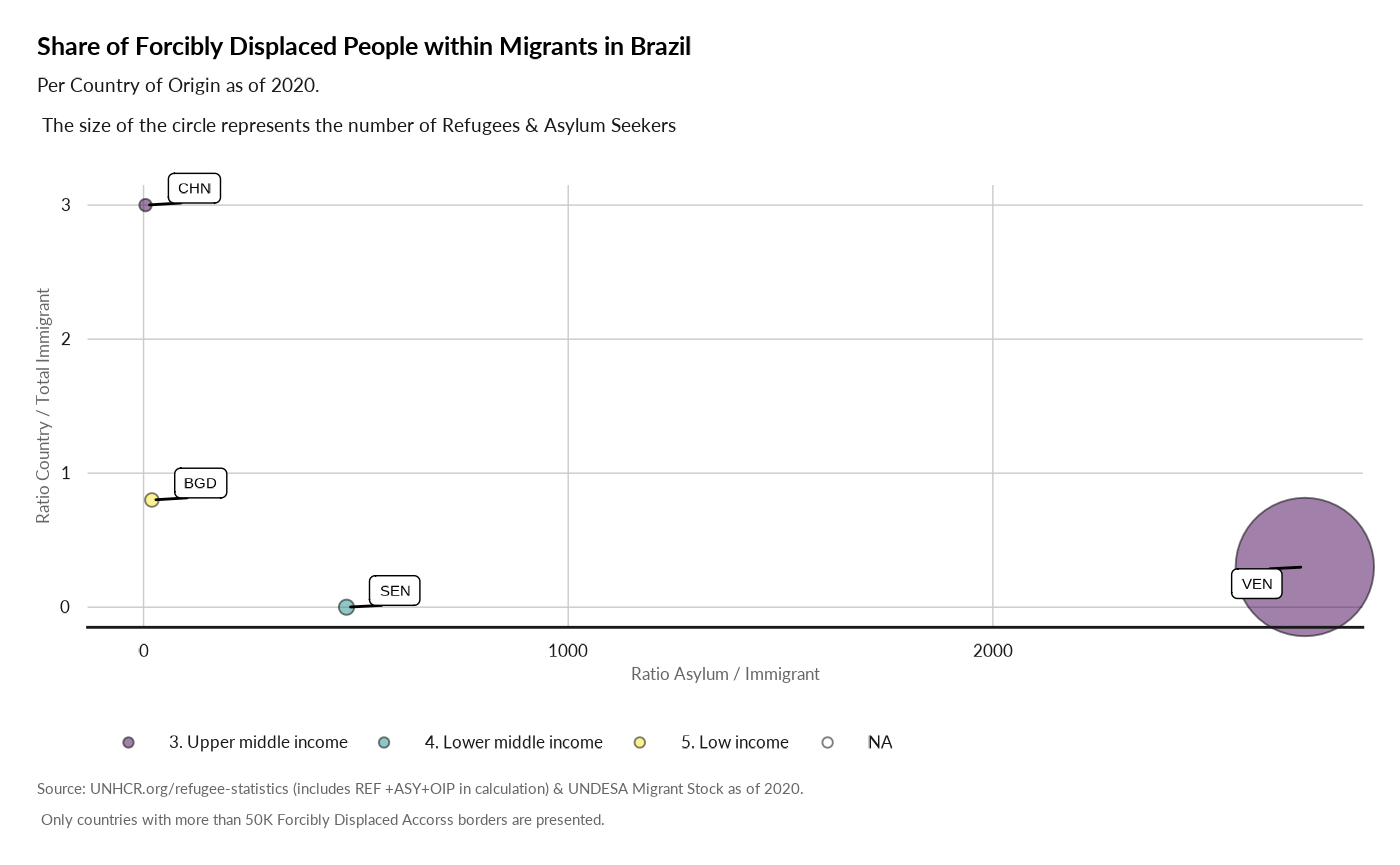 Share of Forcibly Displaced People within Migrants in Brazil
Per Country of Origin as of 2020.
The size of the circle represents the number of Refugees & Asylum Seekers
CHN
3
2
Ratio Country / Total Immigrant
1
BGD
SEN
VEN
0
0 1000 2000
Ratio Asylum / Immigrant
3. Upper middle income 4. Lower middle income 5. Low income NA
Source: UNHCR.org/refugee-statistics (includes REF +ASY+OIP in calculation) & UNDESA Migrant Stock as of 2020.
Only countries with more than 50K Forcibly Displaced Accorss borders are presented.